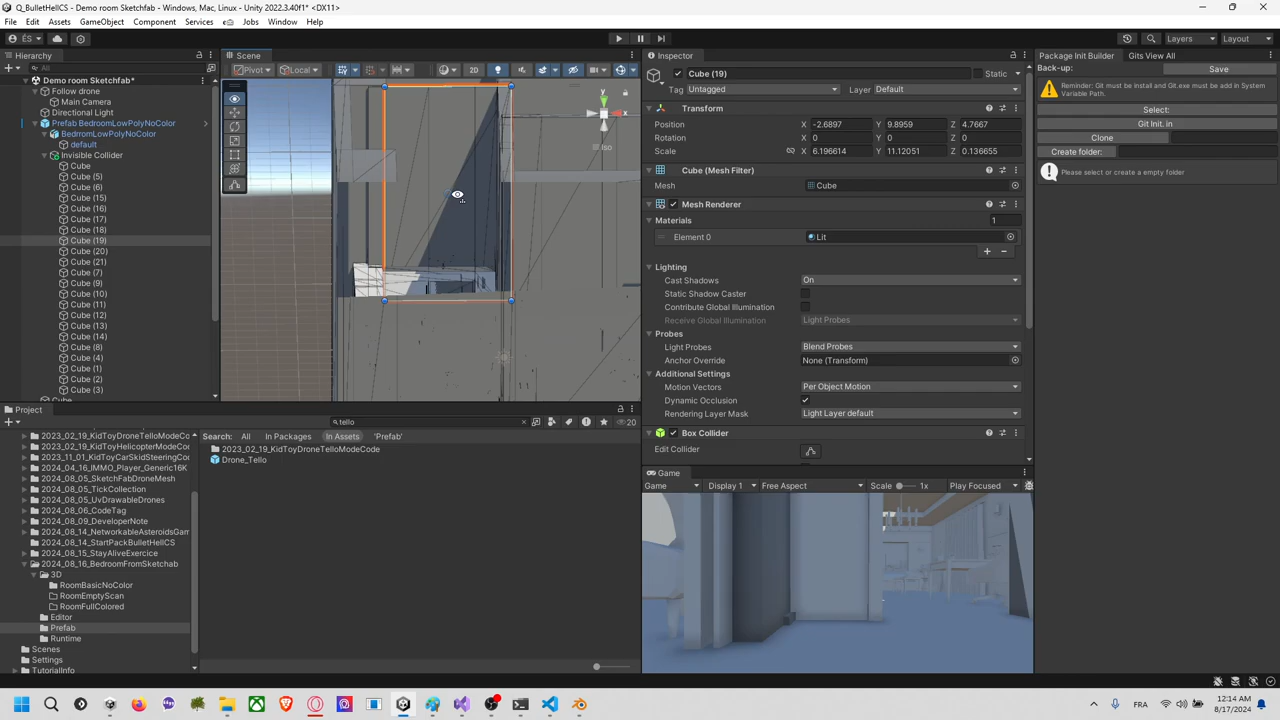 Q_BulletHellCS - Demo room Sketchfab* - Windows, Mac, Linux - Unity 2022.3.40f1* <DX11>
File Edit Assets GameObject Component Services Jobs Window Help
ÉS Layers Layout
Hierarchy
All
Demo room Sketchfab*
Follow drone
Main Camera
Directional Light
Prefab BedrromLowPolyNoColor
BedrromLowPolyNoColor
default
Invisible Collider
Cube
Cube (5)
Cube (6)
Cube (15)
Cube (16)
Cube (17)
Cube (18)
Cube (19)
Cube (20)
Cube (21)
Cube (7)
Cube (9)
Cube (10)
Cube (11)
Cube (12)
Cube (13)
Cube (14)
Cube (8)
Cube (4)
Cube (1)
Cube (2)
Cube (3)
Scene
Pivot Local 2D
y
x
Iso
Inspector
Cube (19) Static
Tag Untagged Layer Default
Transform
Position X -2.6897 Y 9.8959 Z 4.7667
Rotation X 0 Y 0 Z 0
Scale X 6.196614 Y 11.12051 Z 0.136655
Cube (Mesh Filter)
Mesh Cube
Mesh Renderer
Materials 1
Element 0 Lit
Lighting
Cast Shadows On
Static Shadow Caster
Contribute Global Illumination
Receive Global Illumination Light Probes
Probes
Light Probes Blend Probes
Anchor Override None (Transform)
Additional Settings
Motion Vectors Per Object Motion
Dynamic Occlusion
Rendering Layer Mask Light Layer default
Box Collider
Edit Collider
Package Init Builder Gits View All
Back-up: Save
Reminder: Git must be install and Git.exe must be added in System Variable Path.
Select:
Git Init. in
Clone
Create folder:
Please select or create a empty folder
Project
tello
20
2023_02_19_KidToyDroneTelloModeCc
2023_02_19_KidToyHelicopterModeCo
2023_11_01_KidToyCarSkidSteeringCoc
2024_04_16_IMMO_Player_Generic16K
2024_08_05_SketchFabDroneMesh
2024_08_05_TickCollection
2024_08_05_UvDrawableDrones
2024_08_06_CodeTag
2024_08_09_DeveloperNote
2024_08_14_NetworkableAsteroidsGam
2024_08_14_StartPackBulletHellCS
2024_08_15_StayAliveExercice
2024_08_16_BedroomFromSketchab
3D
RoomBasicNoColor
RoomEmptyScan
RoomFullColored
Editor
Prefab
Runtime
Scenes
Settings
TutorialInfo
Search: All In Packages In Assets 'Prefab'
2023_02_19_KidToyDroneTelloModeCode
Drone_Tello
Game
Game Display 1 Free Aspect Scale 1x Play Focused
FRA 12:14 AM
8/17/2024